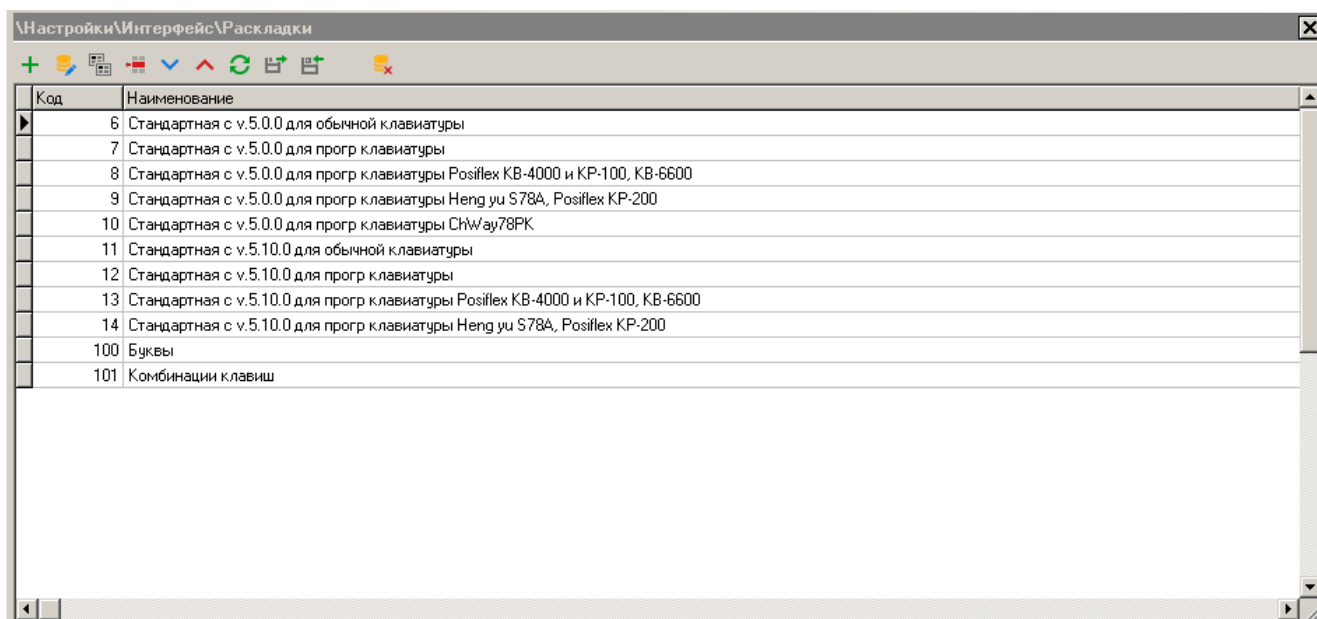 \Настройки\Интерфейс\Раскладки
Код Наименование
6 Стандартная с v.5.0.0 для обычной клавиатуры
7 Стандартная с v.5.0.0 для прогр клавиатуры
8 Стандартная с v.5.0.0 для прогр клавиатуры Posiflex KB-4000 и KP-100, KB-6600
9 Стандартная с v.5.0.0 для прогр клавиатуры Heng yu S78A, Posiflex KP-200
10 Стандартная с v.5.0.0 для прогр клавиатуры ChWay78PK
11 Стандартная с v.5.10.0 для обычной клавиатуры
12 Стандартная с v.5.10.0 для прогр клавиатуры
13 Стандартная с v.5.10.0 для прогр клавиатуры Posiflex KB-4000 и KP-100, KB-6600
14 Стандартная с v.5.10.0 для прогр клавиатуры Heng yu S78A, Posiflex KP-200
100 Буквы
101 Комбинации клавиш